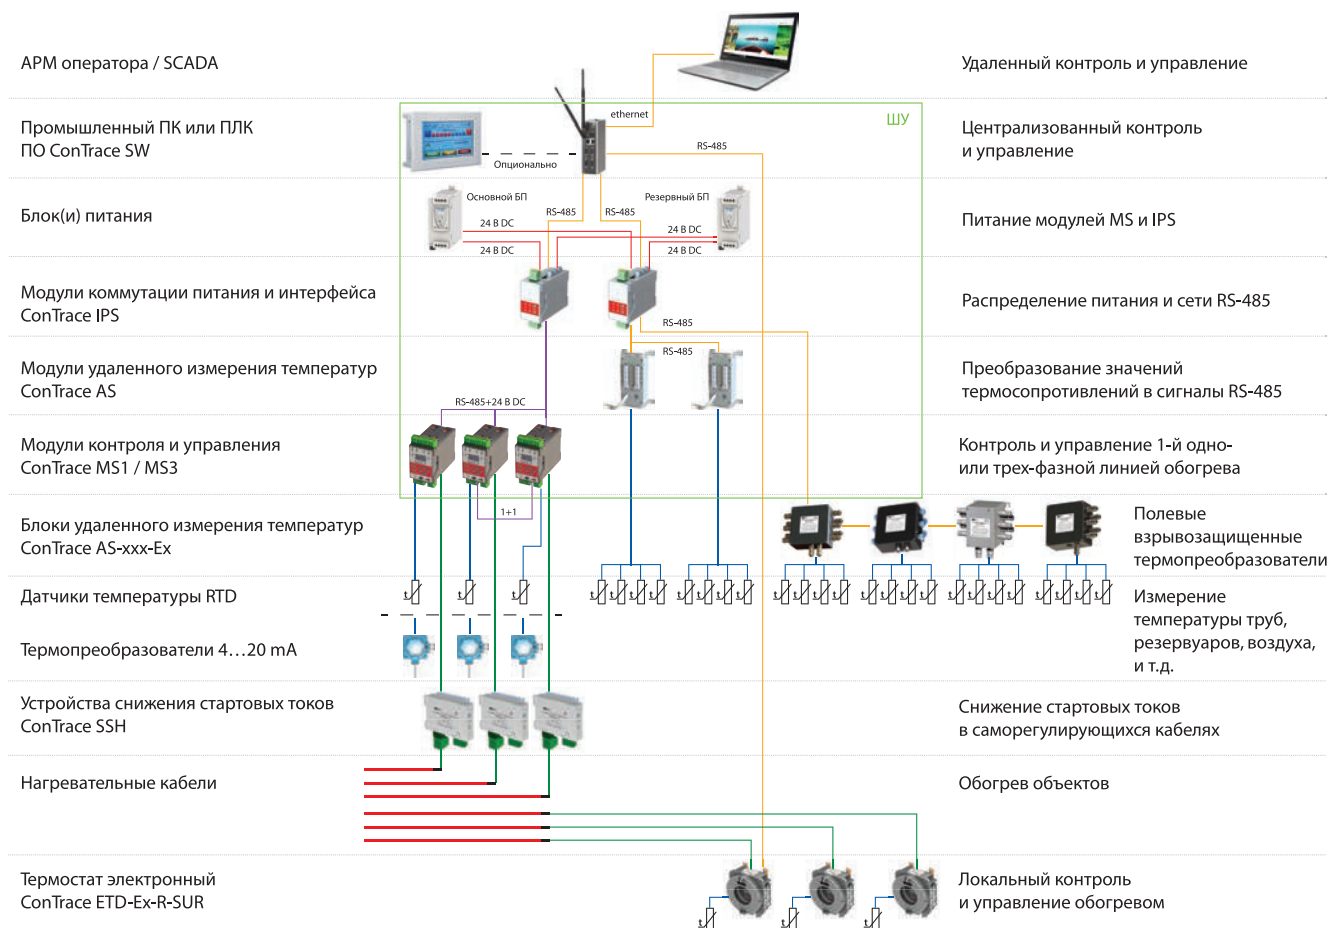 АРМ оператора / SCADA
Удаленный контроль и управление
ethernet
ШУ
Промышленный ПК или ПЛК
ПО ConTrace SW
Опционально
RS-485
Централизованный контроль
и управление
Блок(и) питания
Основной БП
Резервный БП
RS-485
RS-485
24 В DC
24 В DC
24 В DC
24 В DC
Питание модулей MS и IPS
Модули коммутации питания и интерфейса
ConTrace IPS
RS-485
Распределение питания и сети RS-485
Модули удаленного измерения температур
ConTrace AS
RS-485
RS-485+24 В DC
Преобразование значений
термосопротивлений в сигналы RS-485
Модули контроля и управления
ConTrace MS1 / MS3
Контроль и управление 1-й одно-
или трех-фазной линией обогрева
Блоки удаленного измерения температур
ConTrace AS-xxx-Ex
1+1
Полевые
взрывозащищенные
термопреобразователи
Датчики температуры RTD
t t t t t t t t t t t t t t t t t t t t t t t t t t t
Термопреобразователи 4…20 mA
Измерение
температуры труб,
резервуаров, воздуха,
и т.д.
Устройства снижения стартовых токов
ConTrace SSH
Снижение стартовых токов
в саморегулирующихся кабелях
Нагревательные кабели
Обогрев объектов
Термостат электронный
ConTrace ETD-Ex-R-SUR
t t t
Локальный контроль
и управление обогревом